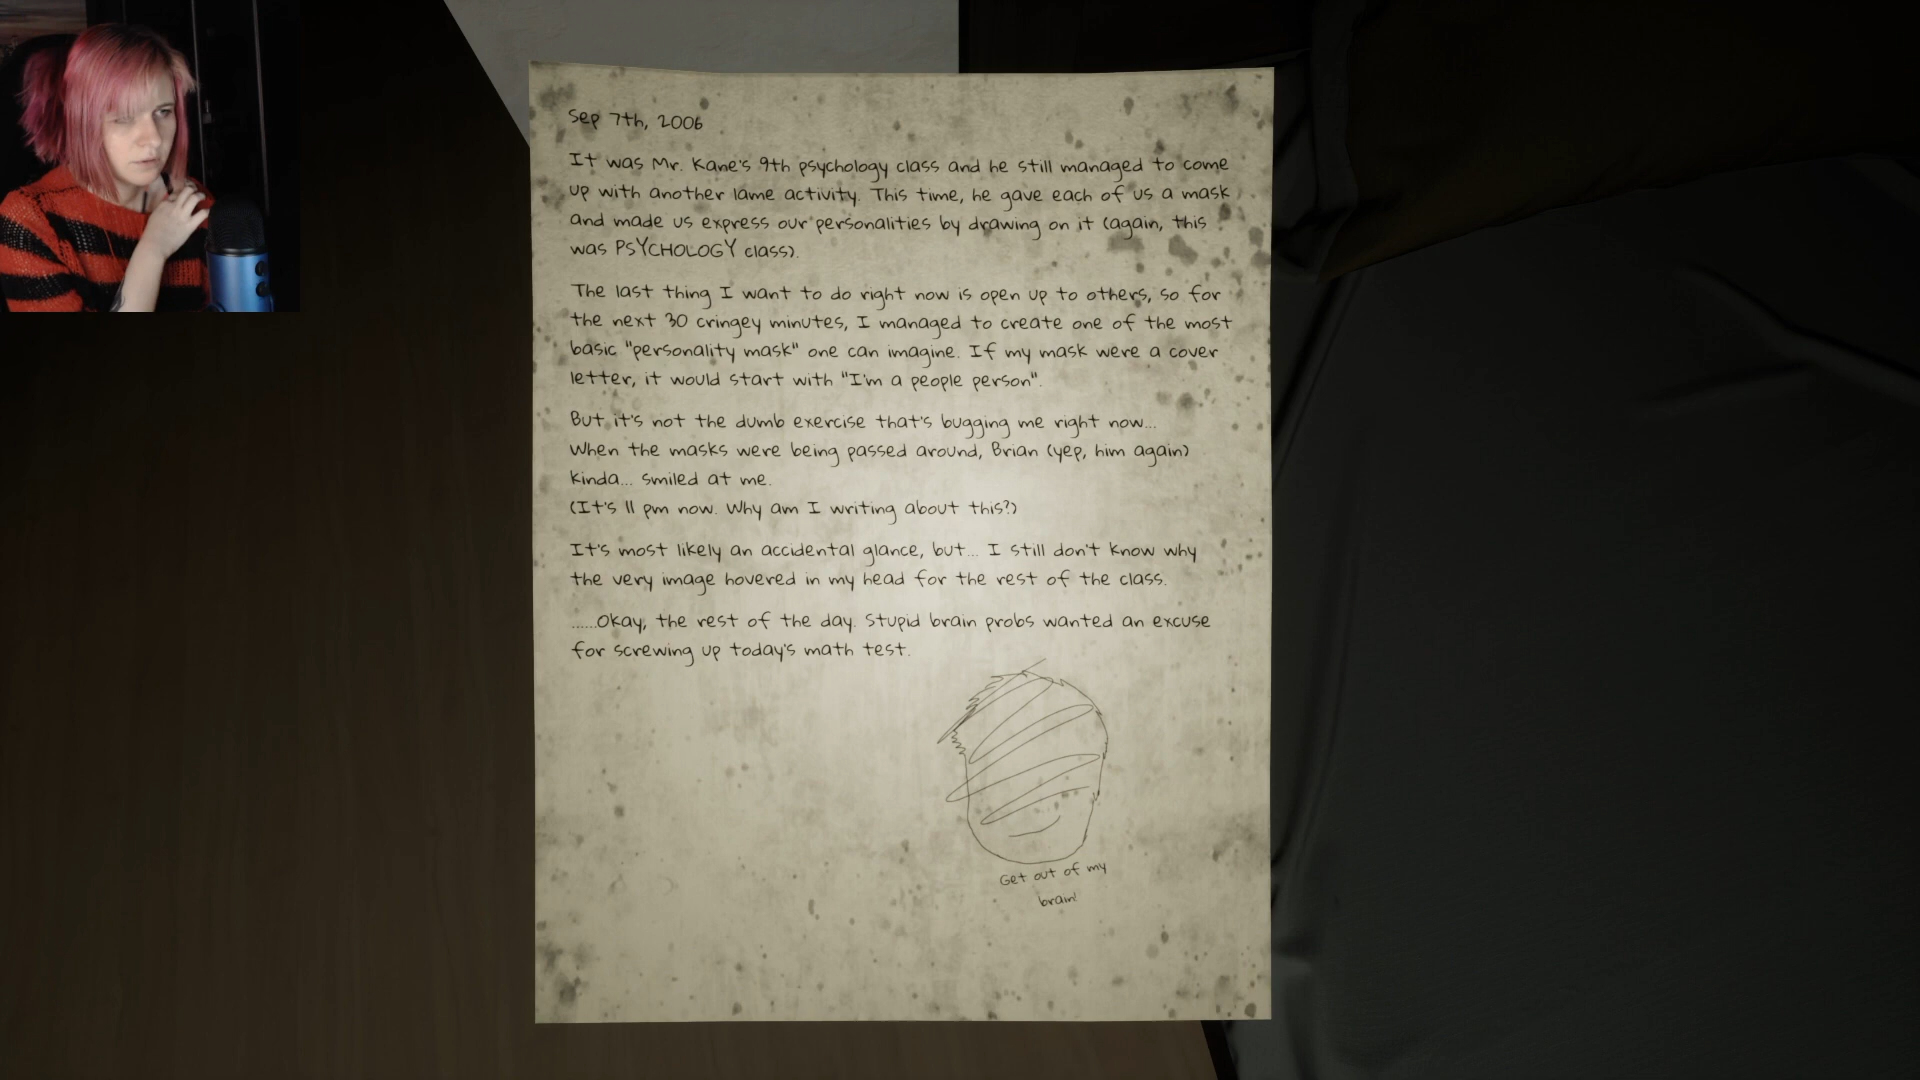 Sep 7th, 2006
It was Mr. Kane's 9th psychology class and he still managed to come
up with another lame activity. This time, he gave each of us a mask
and made us express our personalities by drawing on it (again, this
was PSYCHOLOGY class).
The last thing I want to do right now is open up to others, so for
the next 30 cringey minutes, I managed to create one of the most
basic "personality mask" one can imagine. If my mask were a cover
letter, it would start with "I'm a people person".
But it's not the dumb exercise that's bugging me right now...
When the masks were being passed around, Brian (yep, him again)
kinda... smiled at me.
(It's 11 pm now. Why am I writing about this?)
It's most likely an accidental glance, but... I still don't know why
the very image hovered in my head for the rest of the class.
......Okay, the rest of the day. Stupid brain probs wanted an excuse
for screwing up today's math test.
Get out of my
brain!